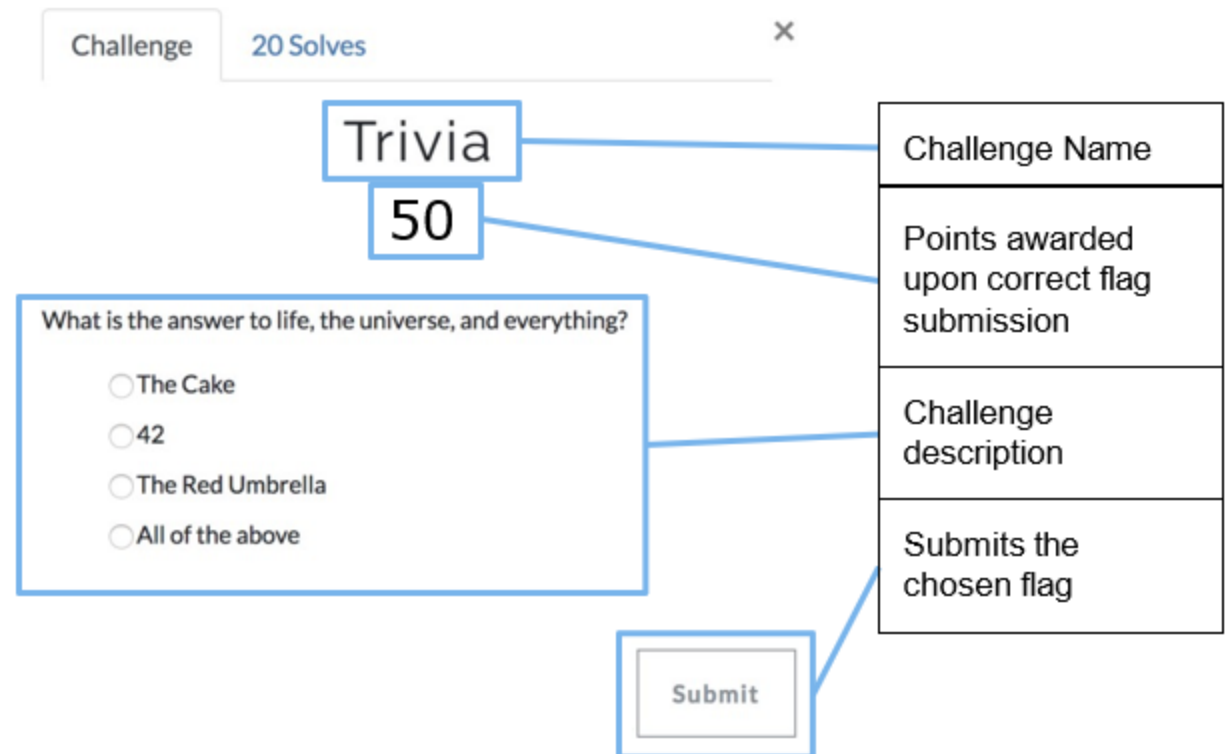 Challenge
20 Solves
×
Trivia
50
What is the answer to life, the universe, and everything?
The Cake
42
The Red Umbrella
All of the above
Submit
Challenge Name
Points awarded
upon correct flag
submission
Challenge
description
Submits the
chosen flag